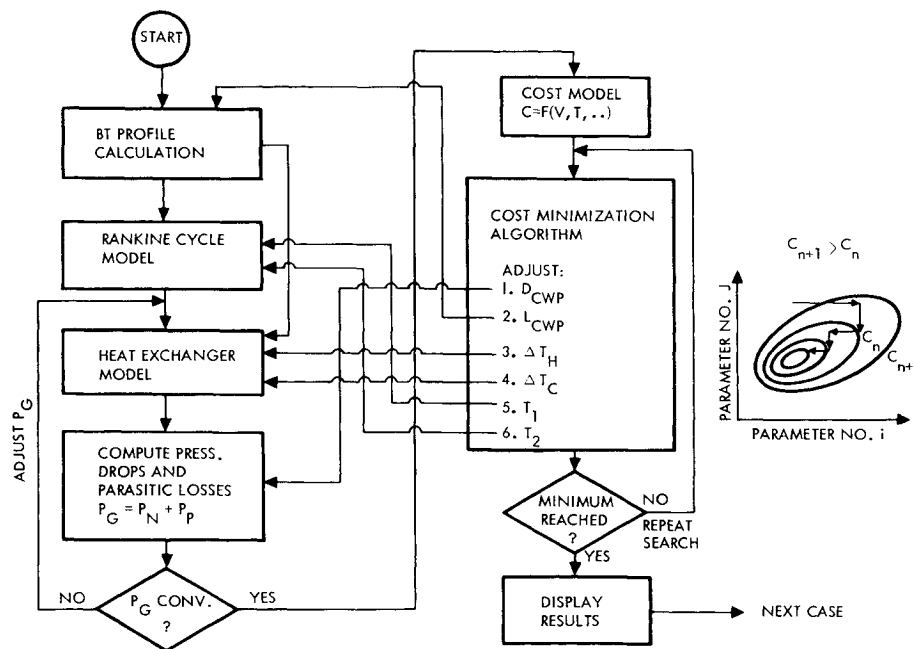 START
BT PROFILE
CALCULATION
RANKINE CYCLE
MODEL
HEAT EXCHANGER
MODEL
ADJUST P_G
COMPUTE PRESS.
DROPS AND
PARASITIC LOSSES
P_G = P_N + P_P
P_G CONV.
?
NO
YES
COST MODEL
C=F(V,T,..)
COST MINIMIZATION
ALGORITHM
ADJUST:
1. D_CWP
2. L_CWP
3. ΔT_H
4. ΔT_C
5. T_1
6. T_2
MINIMUM
REACHED
?
NO
REPEAT
SEARCH
YES
DISPLAY
RESULTS
NEXT CASE
C_n+1 > C_n
PARAMETER NO. J
C_n
C_n+
PARAMETER NO. i